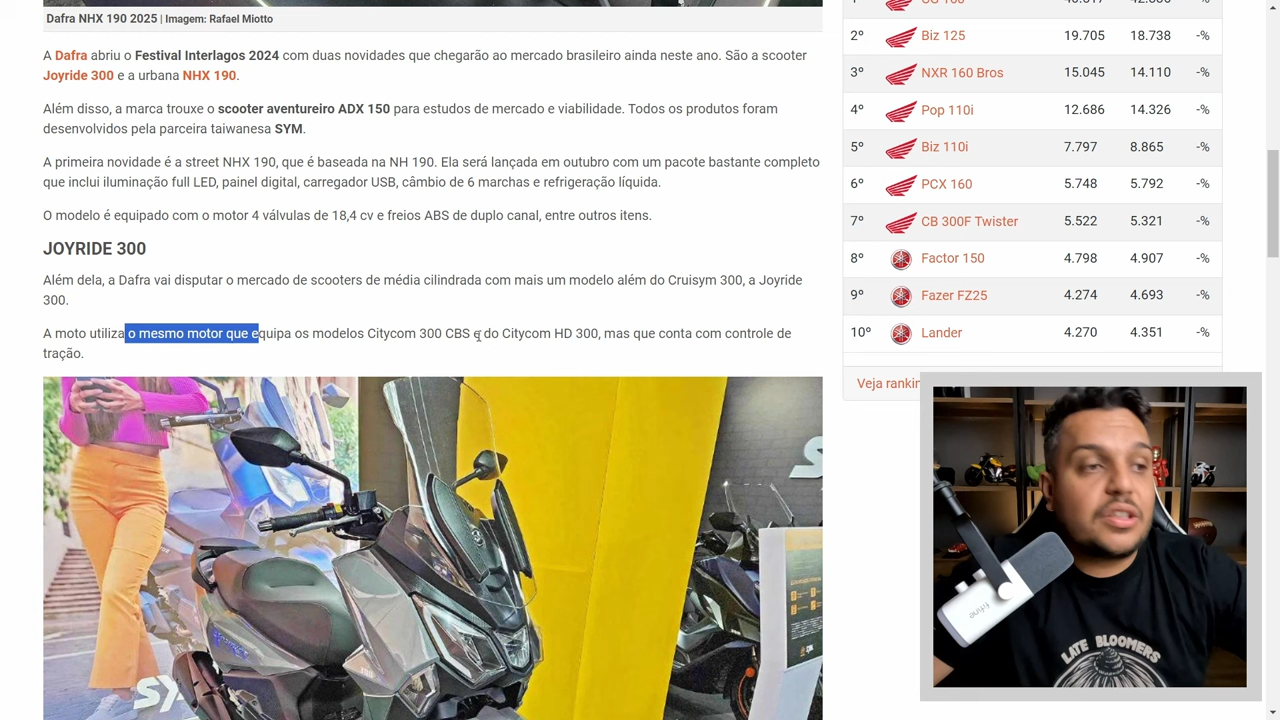 Dafra NHX 190 2025 | Imagem: Rafael Miotto
A Dafra abriu o Festival Interlagos 2024 com duas novidades que chegarão ao mercado brasileiro ainda neste ano. São a scooter
Joyride 300 e a urbana NHX 190.
Além disso, a marca trouxe o scooter aventureiro ADX 150 para estudos de mercado e viabilidade. Todos os produtos foram
desenvolvidos pela parceira taiwanesa SYM.
A primeira novidade é a street NHX 190, que é baseada na NH 190. Ela será lançada em outubro com um pacote bastante completo
que inclui iluminação full LED, painel digital, carregador USB, câmbio de 6 marchas e refrigeração líquida.
O modelo é equipado com o motor 4 válvulas de 18,4 cv e freios ABS de duplo canal, entre outros itens.
JOYRIDE 300
Além dela, a Dafra vai disputar o mercado de scooters de média cilindrada com mais um modelo além do Cruisym 300, a Joyride
300.
A moto utiliza o mesmo motor que equipa os modelos Citycom 300 CBS e do Citycom HD 300, mas que conta com controle de
tração.
2º Biz 125 19.705 18.738 -%
3º NXR 160 Bros 15.045 14.110 -%
4º Pop 110i 12.686 14.326 -%
5º Biz 110i 7.797 8.865 -%
6º PCX 160 5.748 5.792 -%
7º CB 300F Twister 5.522 5.321 -%
8º Factor 150 4.798 4.907 -%
9º Fazer FZ25 4.274 4.693 -%
10º Lander 4.270 4.351 -%
Veja
fifine
LATE BLOOMERS